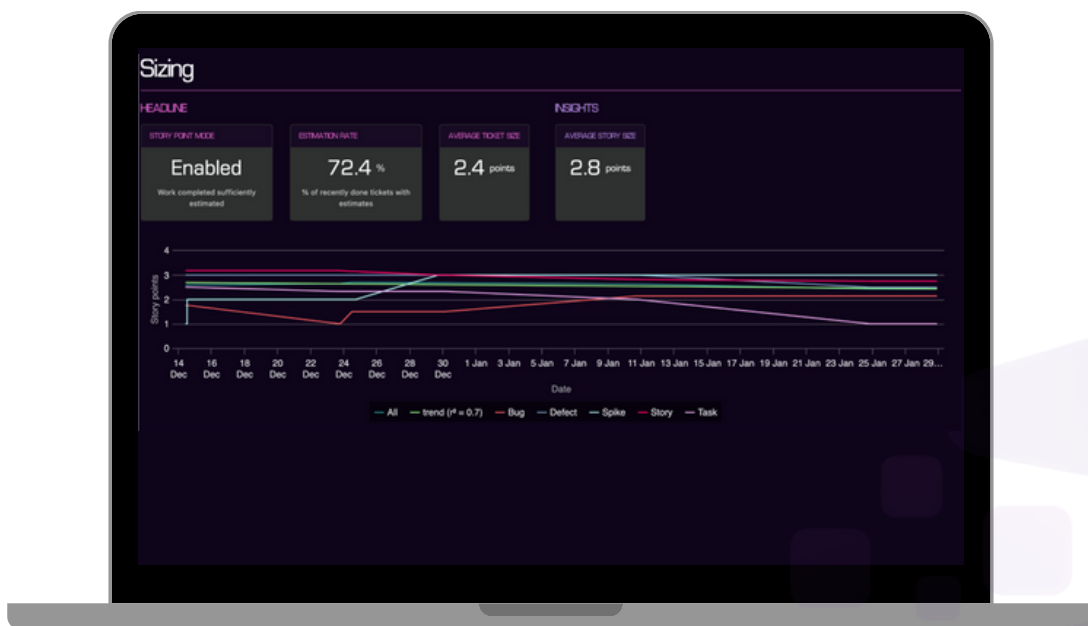 Sizing
HEADLINE
INSIGHTS
STORY POINT MODE
Enabled
Work completed sufficiently
estimated
ESTIMATION RATE
72.4 %
% of recently done tickets with
estimates
AVERAGE TICKET SIZE
2.4 points
AVERAGE STORY SIZE
2.8 points
Story points
4
3
2
1
0
14 Dec
16 Dec
18 Dec
20 Dec
22 Dec
24 Dec
26 Dec
28 Dec
30 Dec
1 Jan
3 Jan
5 Jan
7 Jan
9 Jan
11 Jan
13 Jan
15 Jan
17 Jan
19 Jan
21 Jan
23 Jan
25 Jan
27 Jan
29...
Date
All
trend (r² = 0.7)
Bug
Defect
Spike
Story
Task